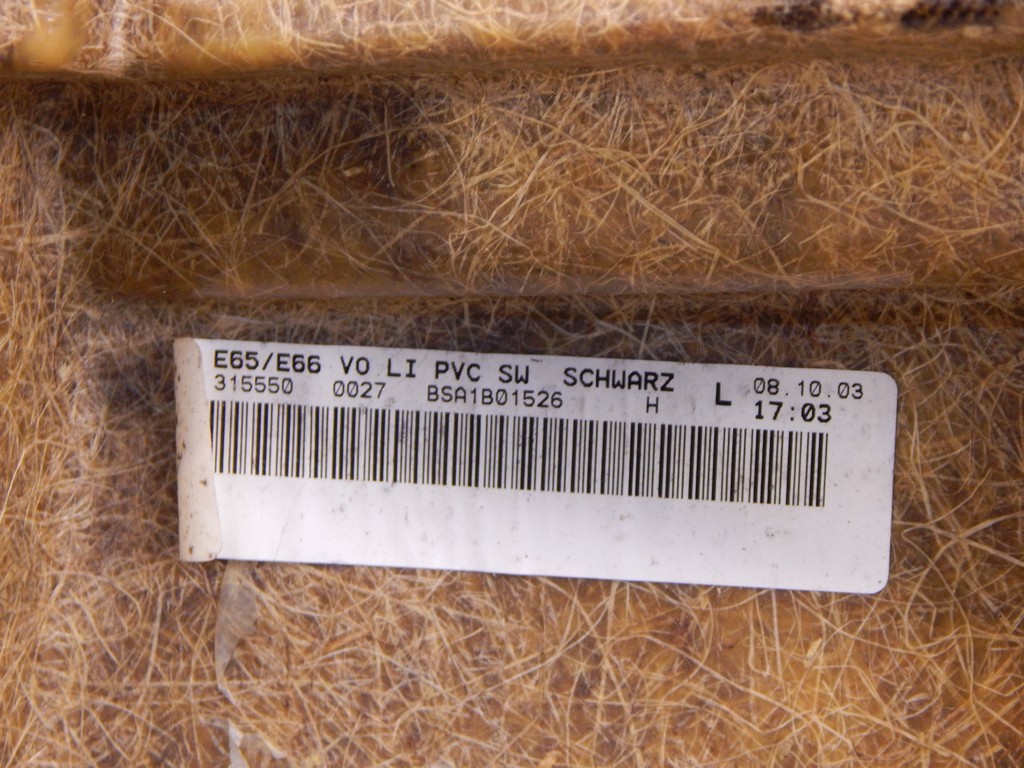 E65/E66 VO LI PVC SW SCHWARZ L 08.10.03
315550 0027 BSA1B01526 H 17:03